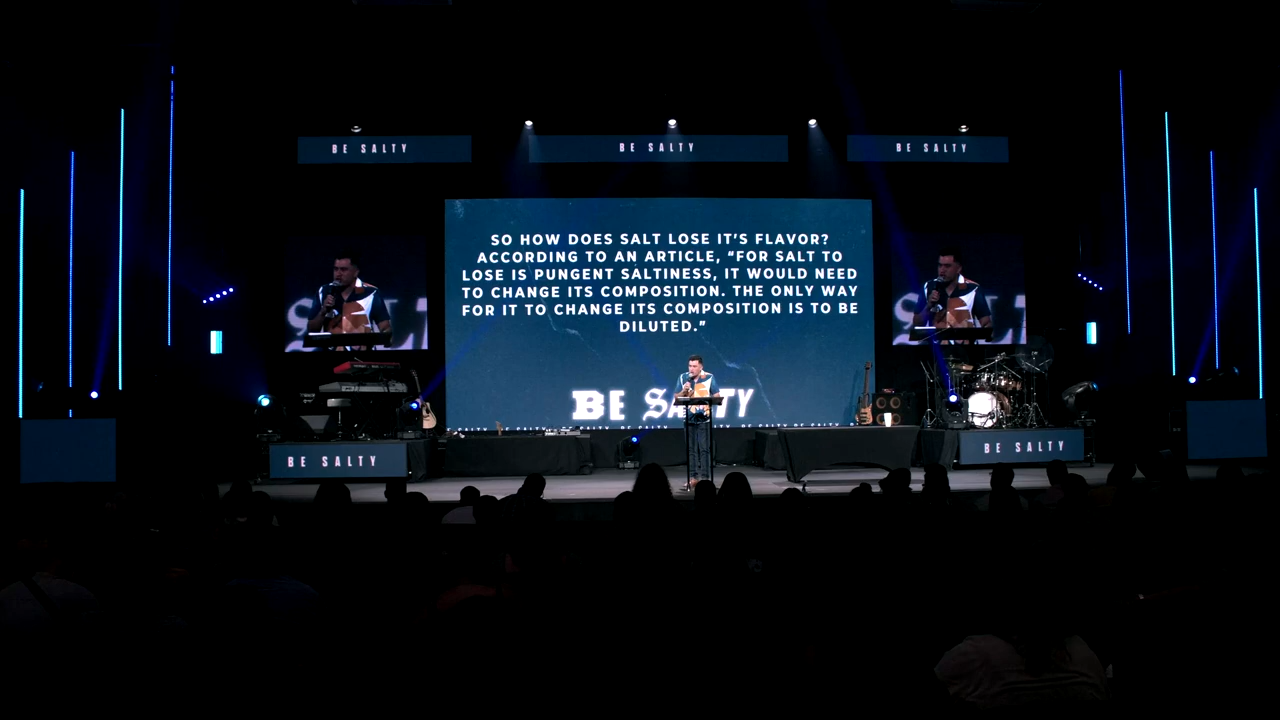 BE SALTY
BE SALTY
BE SALTY
SO HOW DOES SALT LOSE IT'S FLAVOR?
ACCORDING TO AN ARTICLE, "FOR SALT TO
LOSE IS PUNGENT SALTINESS, IT WOULD NEED
TO CHANGE ITS COMPOSITION. THE ONLY WAY
FOR IT TO CHANGE ITS COMPOSITION IS TO BE
DILUTED."
BE SALTY
BE SALTY
BE SALTY